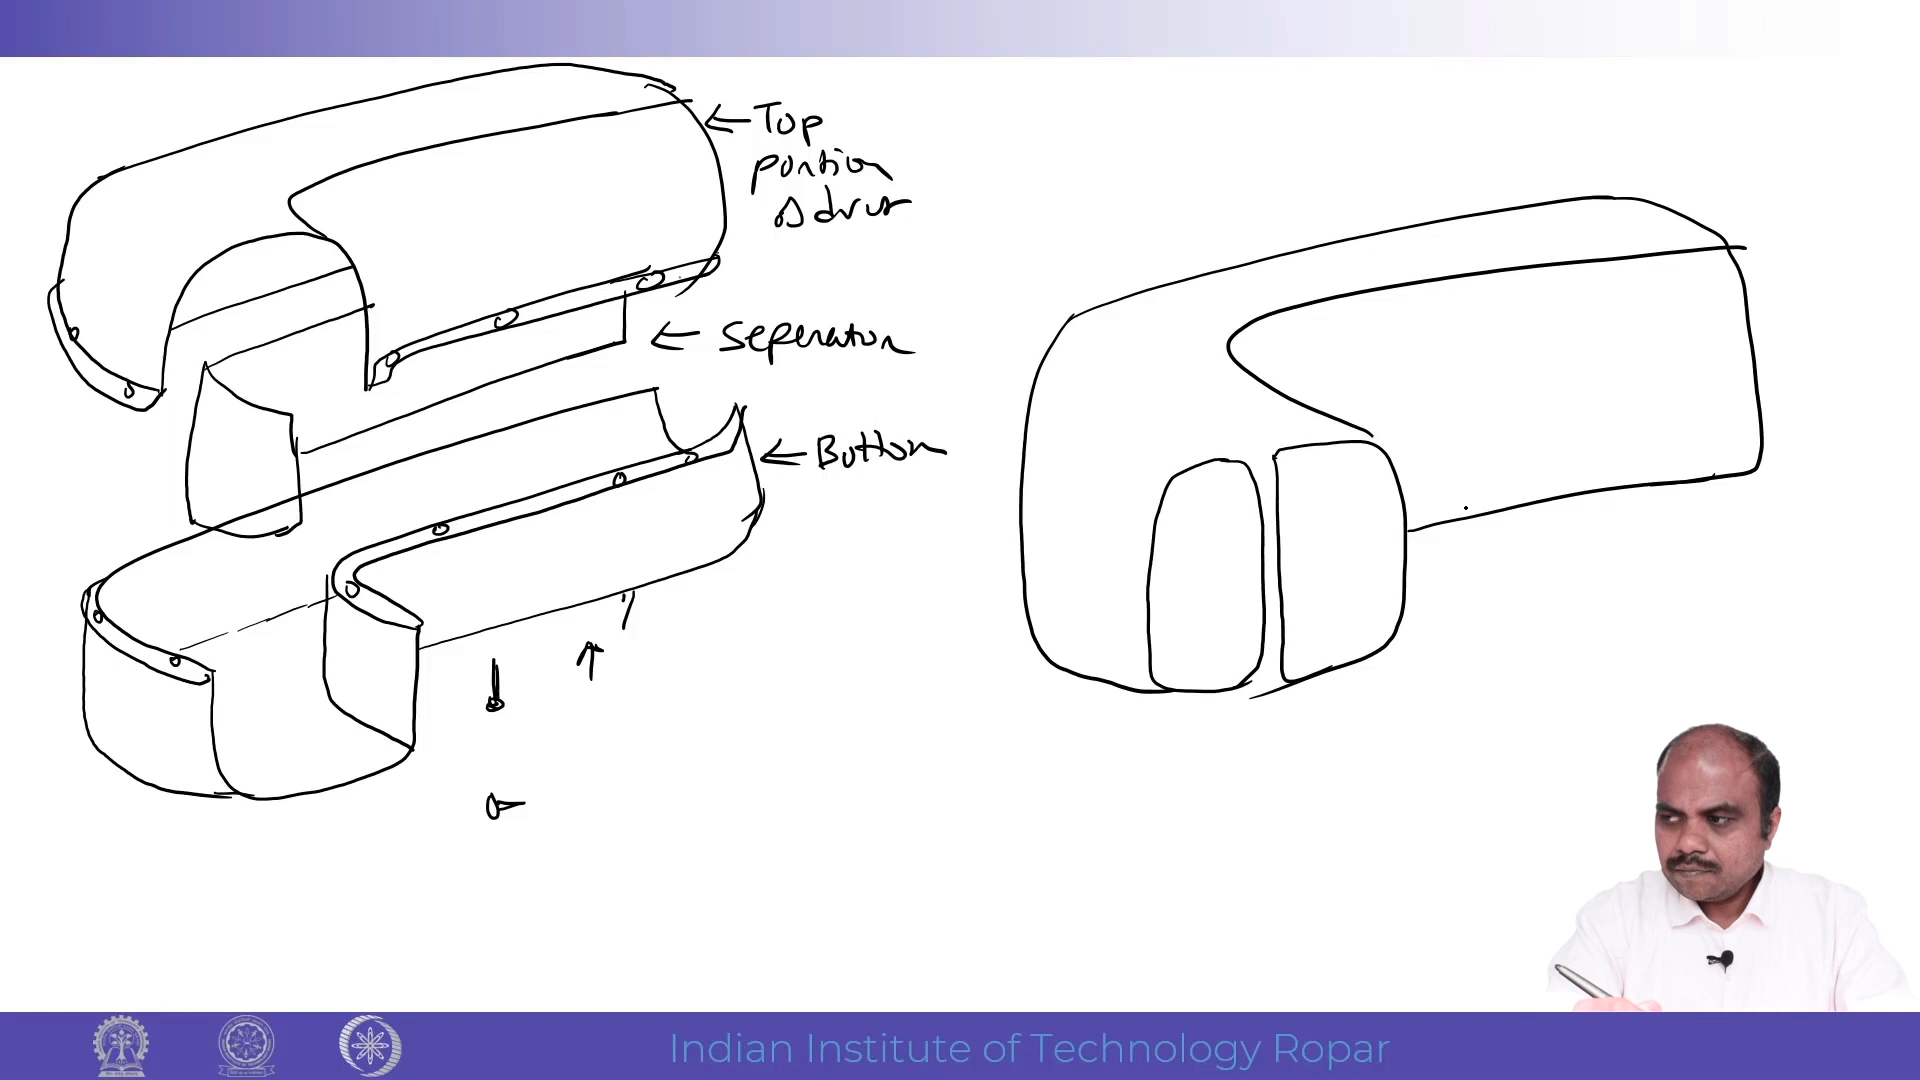 Top
portion
Seperator
Bottom
Indian Institute of Technology Ropar